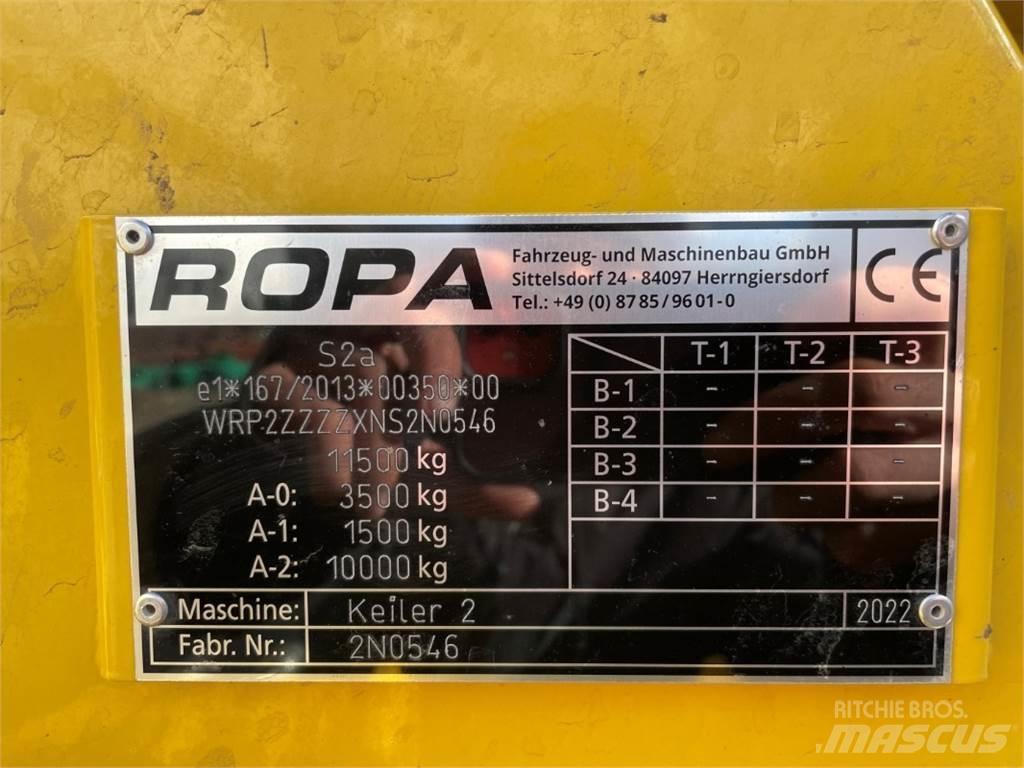 ROPA
Fahrzeug- und Maschinenbau GmbH
Sittelsdorf 24 · 84097 Herrngiersdorf
Tel.: +49 (0) 87 85 / 96 01-0
CE
S2a
e1*167/2013*00350*00
WRP2ZZZZXNS2N0546
11500 kg
A-0: 3500 kg
A-1: 1500 kg
A-2: 10000 kg
T-1 T-2 T-3
B-1 - - -
B-2 - - -
B-3 - - -
B-4 - - -
Maschine: Keiler 2 2022
Fabr. Nr.: 2N0546
RITCHIE BROS.
MASCUS